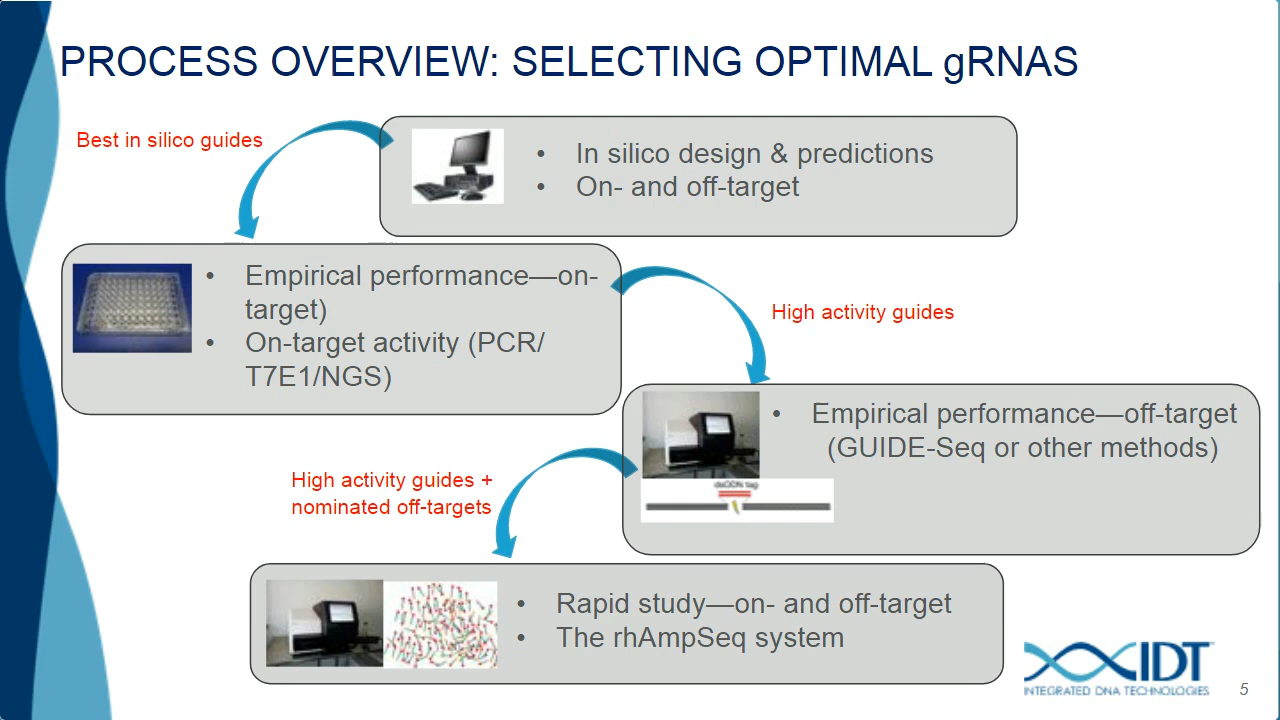 PROCESS OVERVIEW: SELECTING OPTIMAL gRNAS
Best in silico guides
• In silico design & predictions
• On- and off-target
• Empirical performance—on-
target)
• On-target activity (PCR/
T7E1/NGS)
High activity guides
• Empirical performance—off-target
(GUIDE-Seq or other methods)
dsODN tag
High activity guides +
nominated off-targets
• Rapid study—on- and off-target
• The rhAmpSeq system
IDT™
INTEGRATED DNA TECHNOLOGIES
5